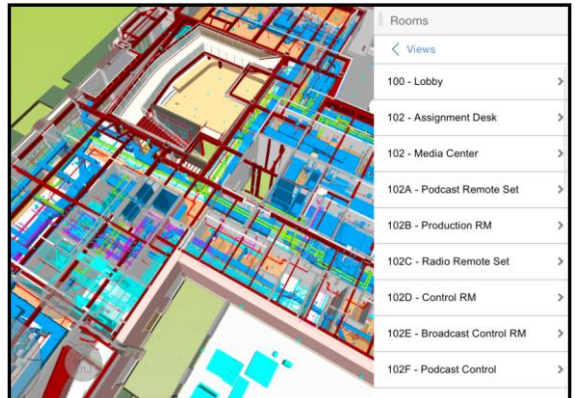 Rooms
Views
100 - Lobby
102 - Assignment Desk
102 - Media Center
102A - Podcast Remote Set
102B - Production RM
102C - Radio Remote Set
102D - Control RM
102E - Broadcast Control RM
102F - Podcast Control